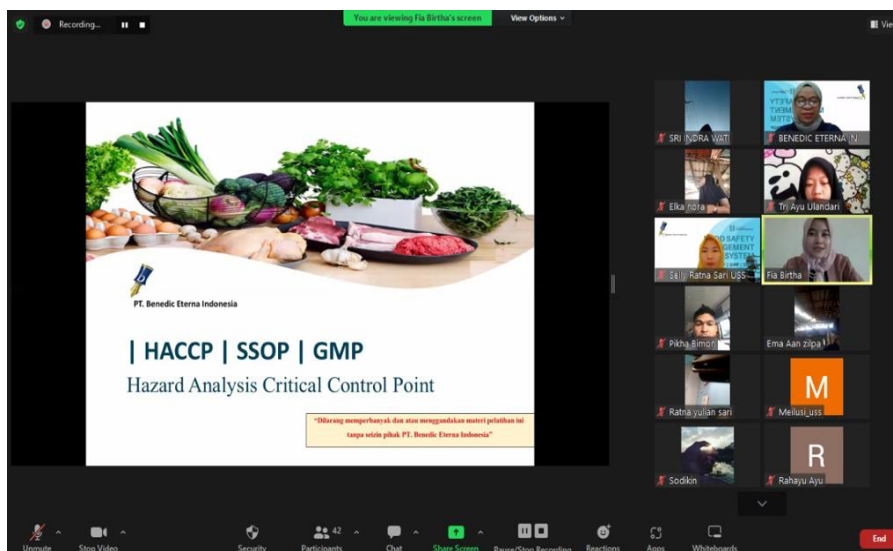 Recording...
You are viewing Fia Birtha's screen
View Options
Vie
SRI INDRA WATI
BENEDIC ETERNA IN
Elka nora
Tri Ayu Ulandari
Selly Ratna Sari USS
Fia Birtha
PT. Benedic Eterna Indonesia
Pikha Bimon
Ema Aan zilpa
| HACCP | SSOP | GMP
Hazard Analysis Critical Control Point
M
R
Ratna yulian sari
Meilusi_uss
"Dilarang memperbanyak dan atau menggandakan materi pelatihan ini
tanpa seizin pihak PT. Benedic Eterna Indonesia"
Sodikin
Rahayu Ayu
42
Unmute
Stop Video
Security
Participants
Chat
Share Screen
Pause/Stop Recording
Reactions
Apps
Whiteboards
End